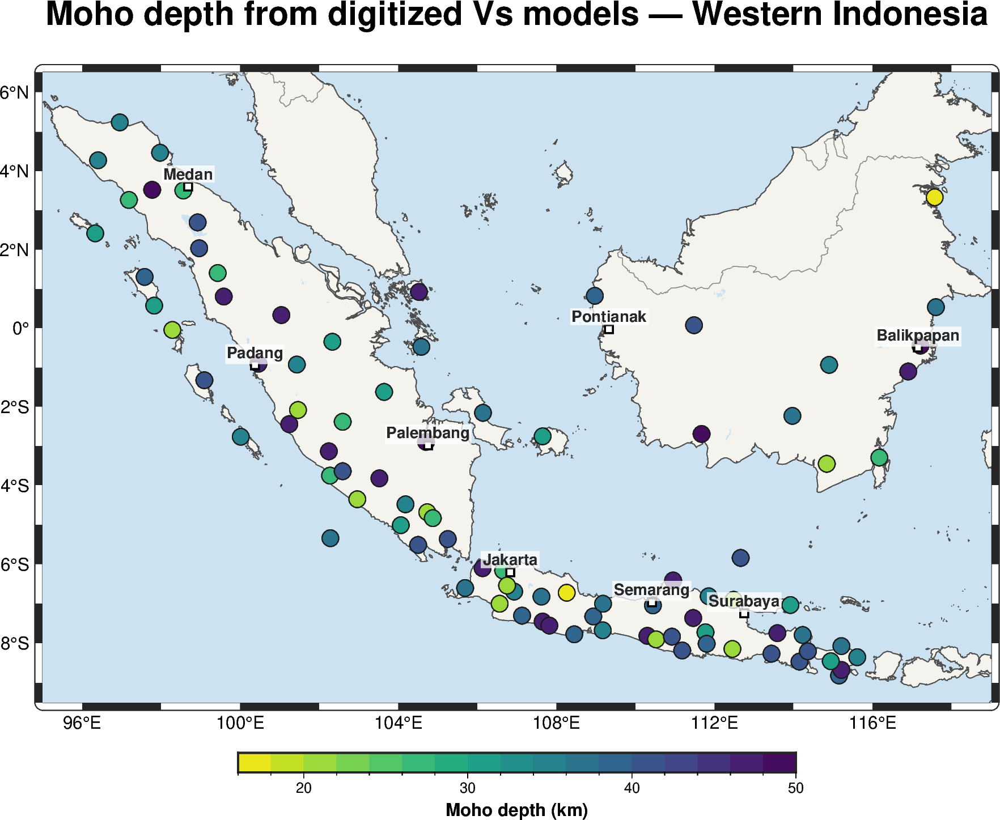 Moho depth from digitized Vs models — Western Indonesia
6°N
4°N
2°N
0°
2°S
4°S
6°S
8°S
Medan
Pontianak
Balikpapan
Padang
Palembang
Jakarta
Semarang
Surabaya
96°E 100°E 104°E 108°E 112°E 116°E
20 30 40 50
Moho depth (km)